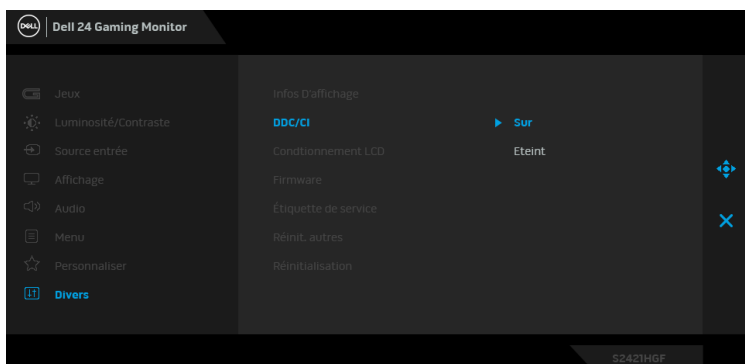 DELL Dell 24 Gaming Monitor
Jeux
Luminosité/Contraste
Source entrée
Affichage
Audio
Menu
Personnaliser
Divers
Infos D'affichage
DDC/CI
Condtionnement LCD
Firmware
Étiquette de service
Réinit. autres
Réinitialisation
Sur
Eteint
S2421HGF